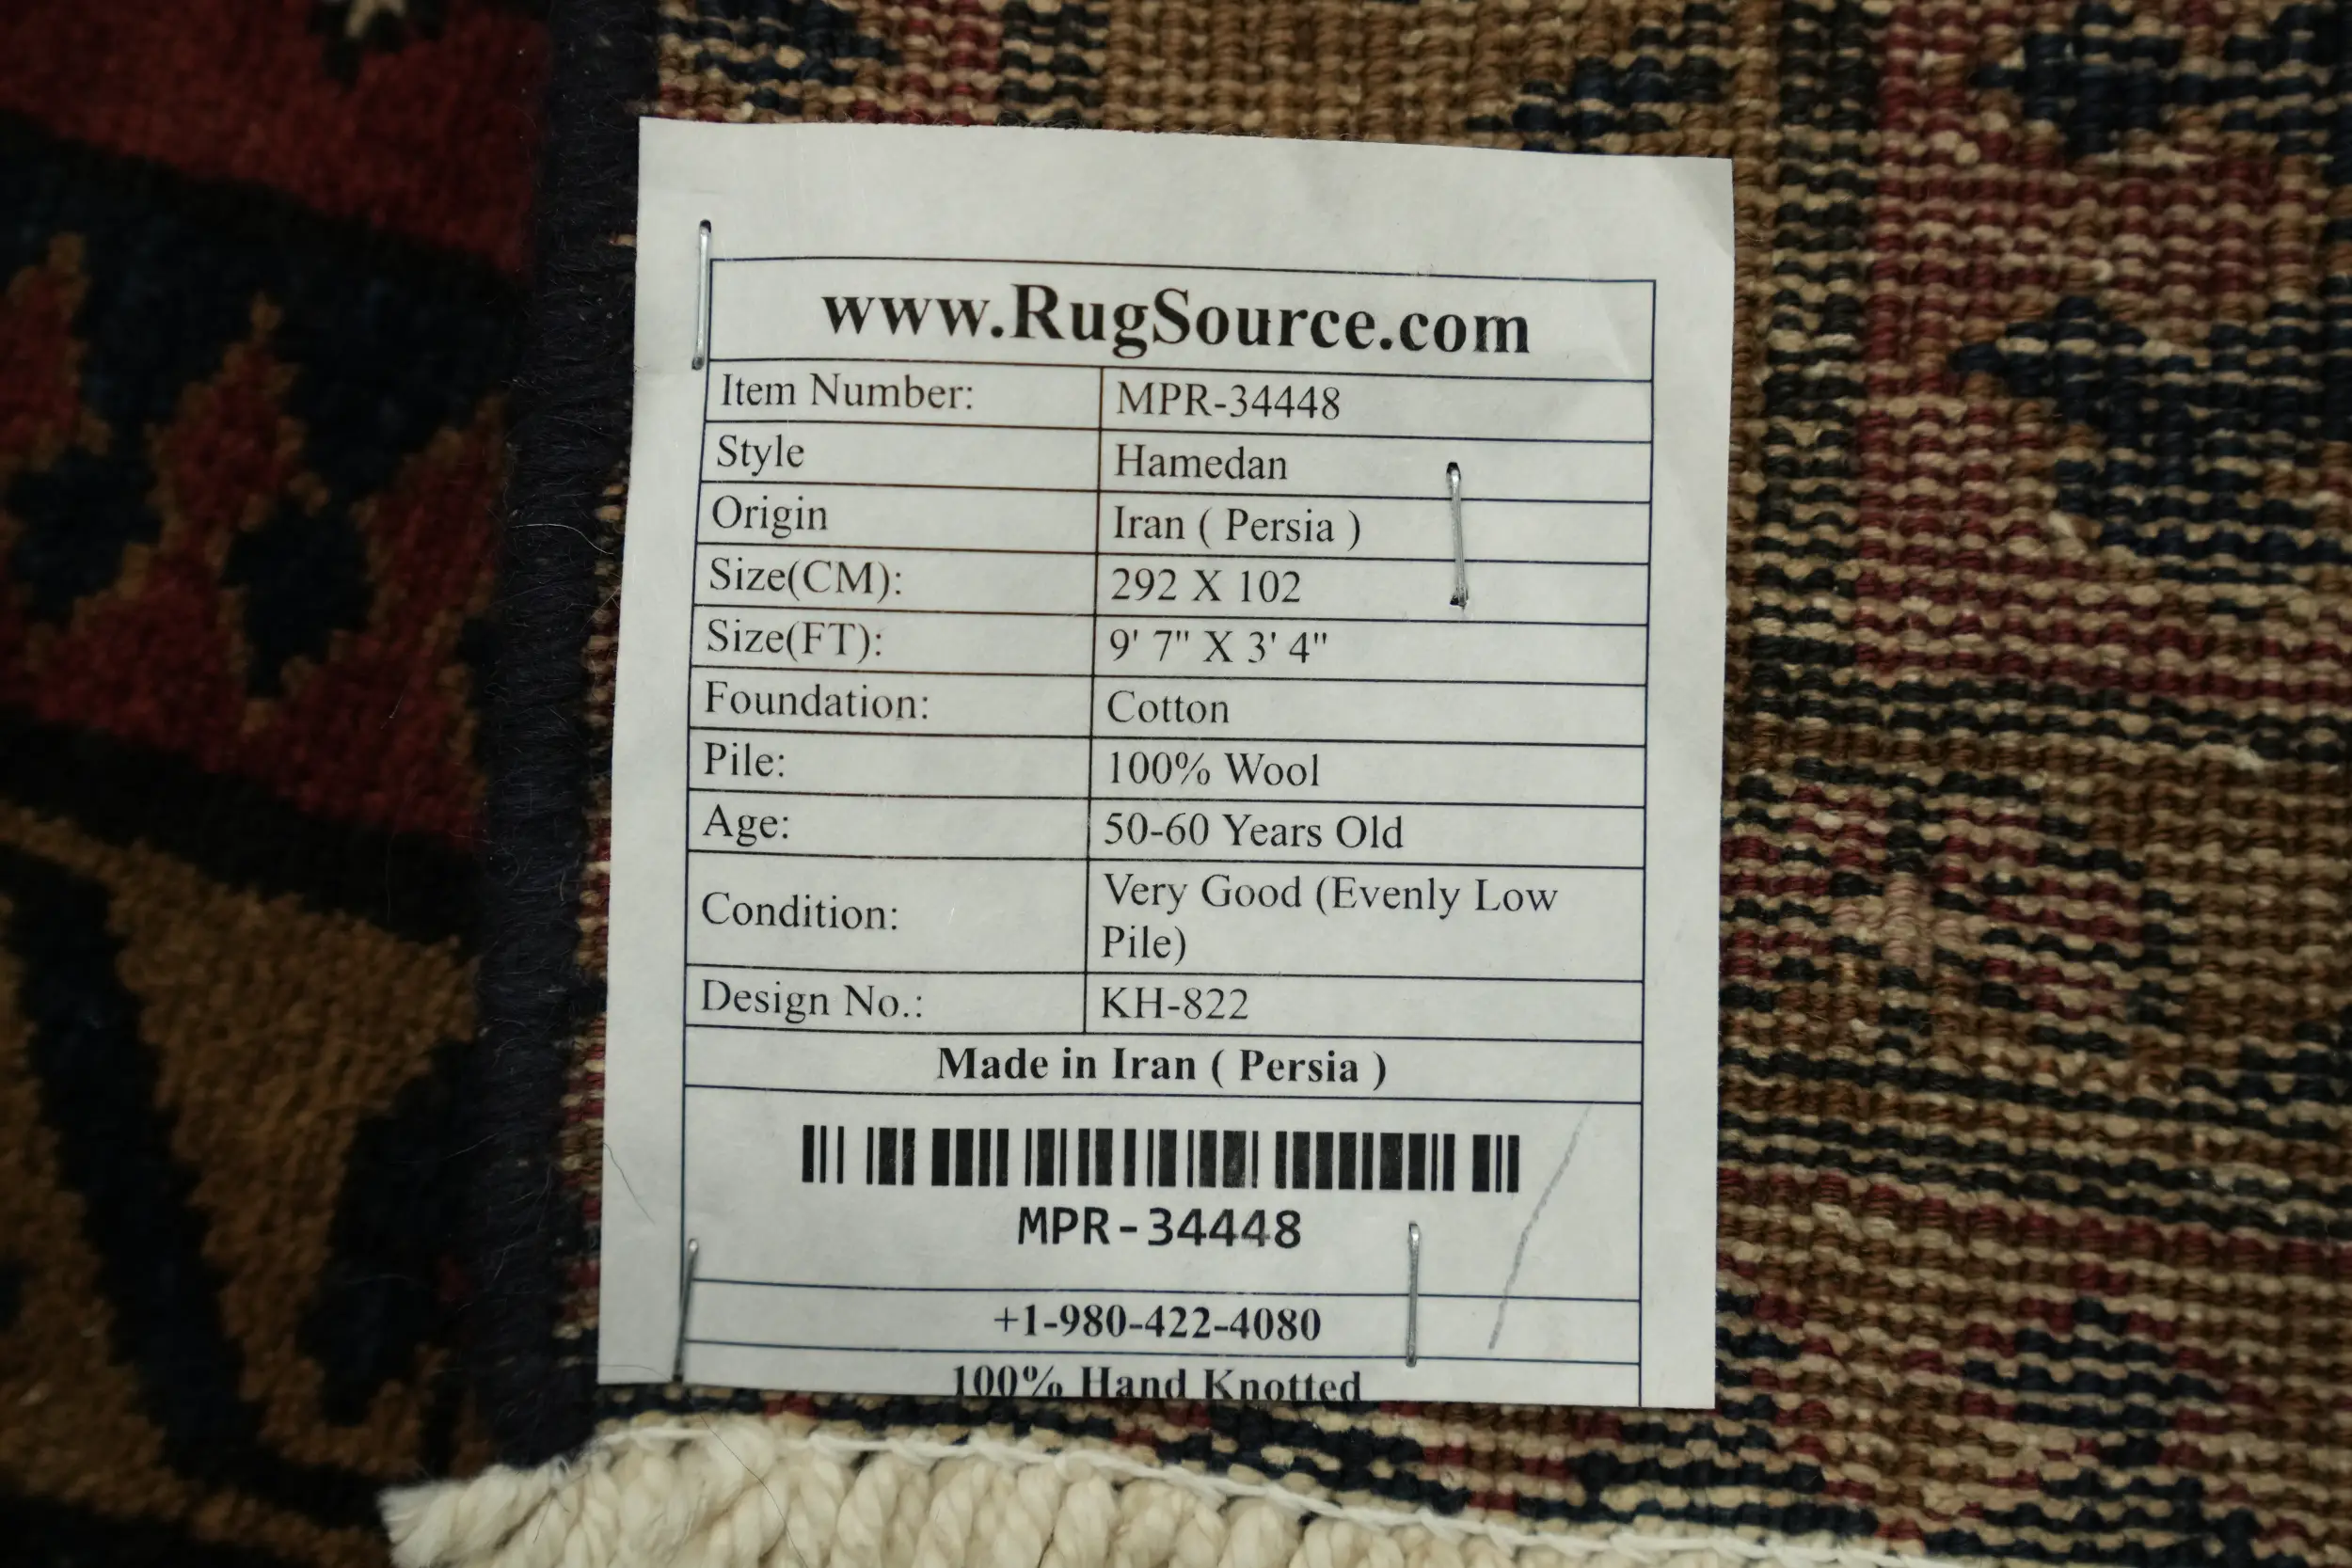 www.RugSource.com
Item Number: MPR-34448
Style Hamedan
Origin Iran ( Persia )
Size(CM): 292 X 102
Size(FT): 9' 7" X 3' 4"
Foundation: Cotton
Pile: 100% Wool
Age: 50-60 Years Old
Condition: Very Good (Evenly Low
Pile)
Design No.: KH-822
Made in Iran ( Persia )
MPR-34448
+1-980-422-4080
100% Hand Knotted